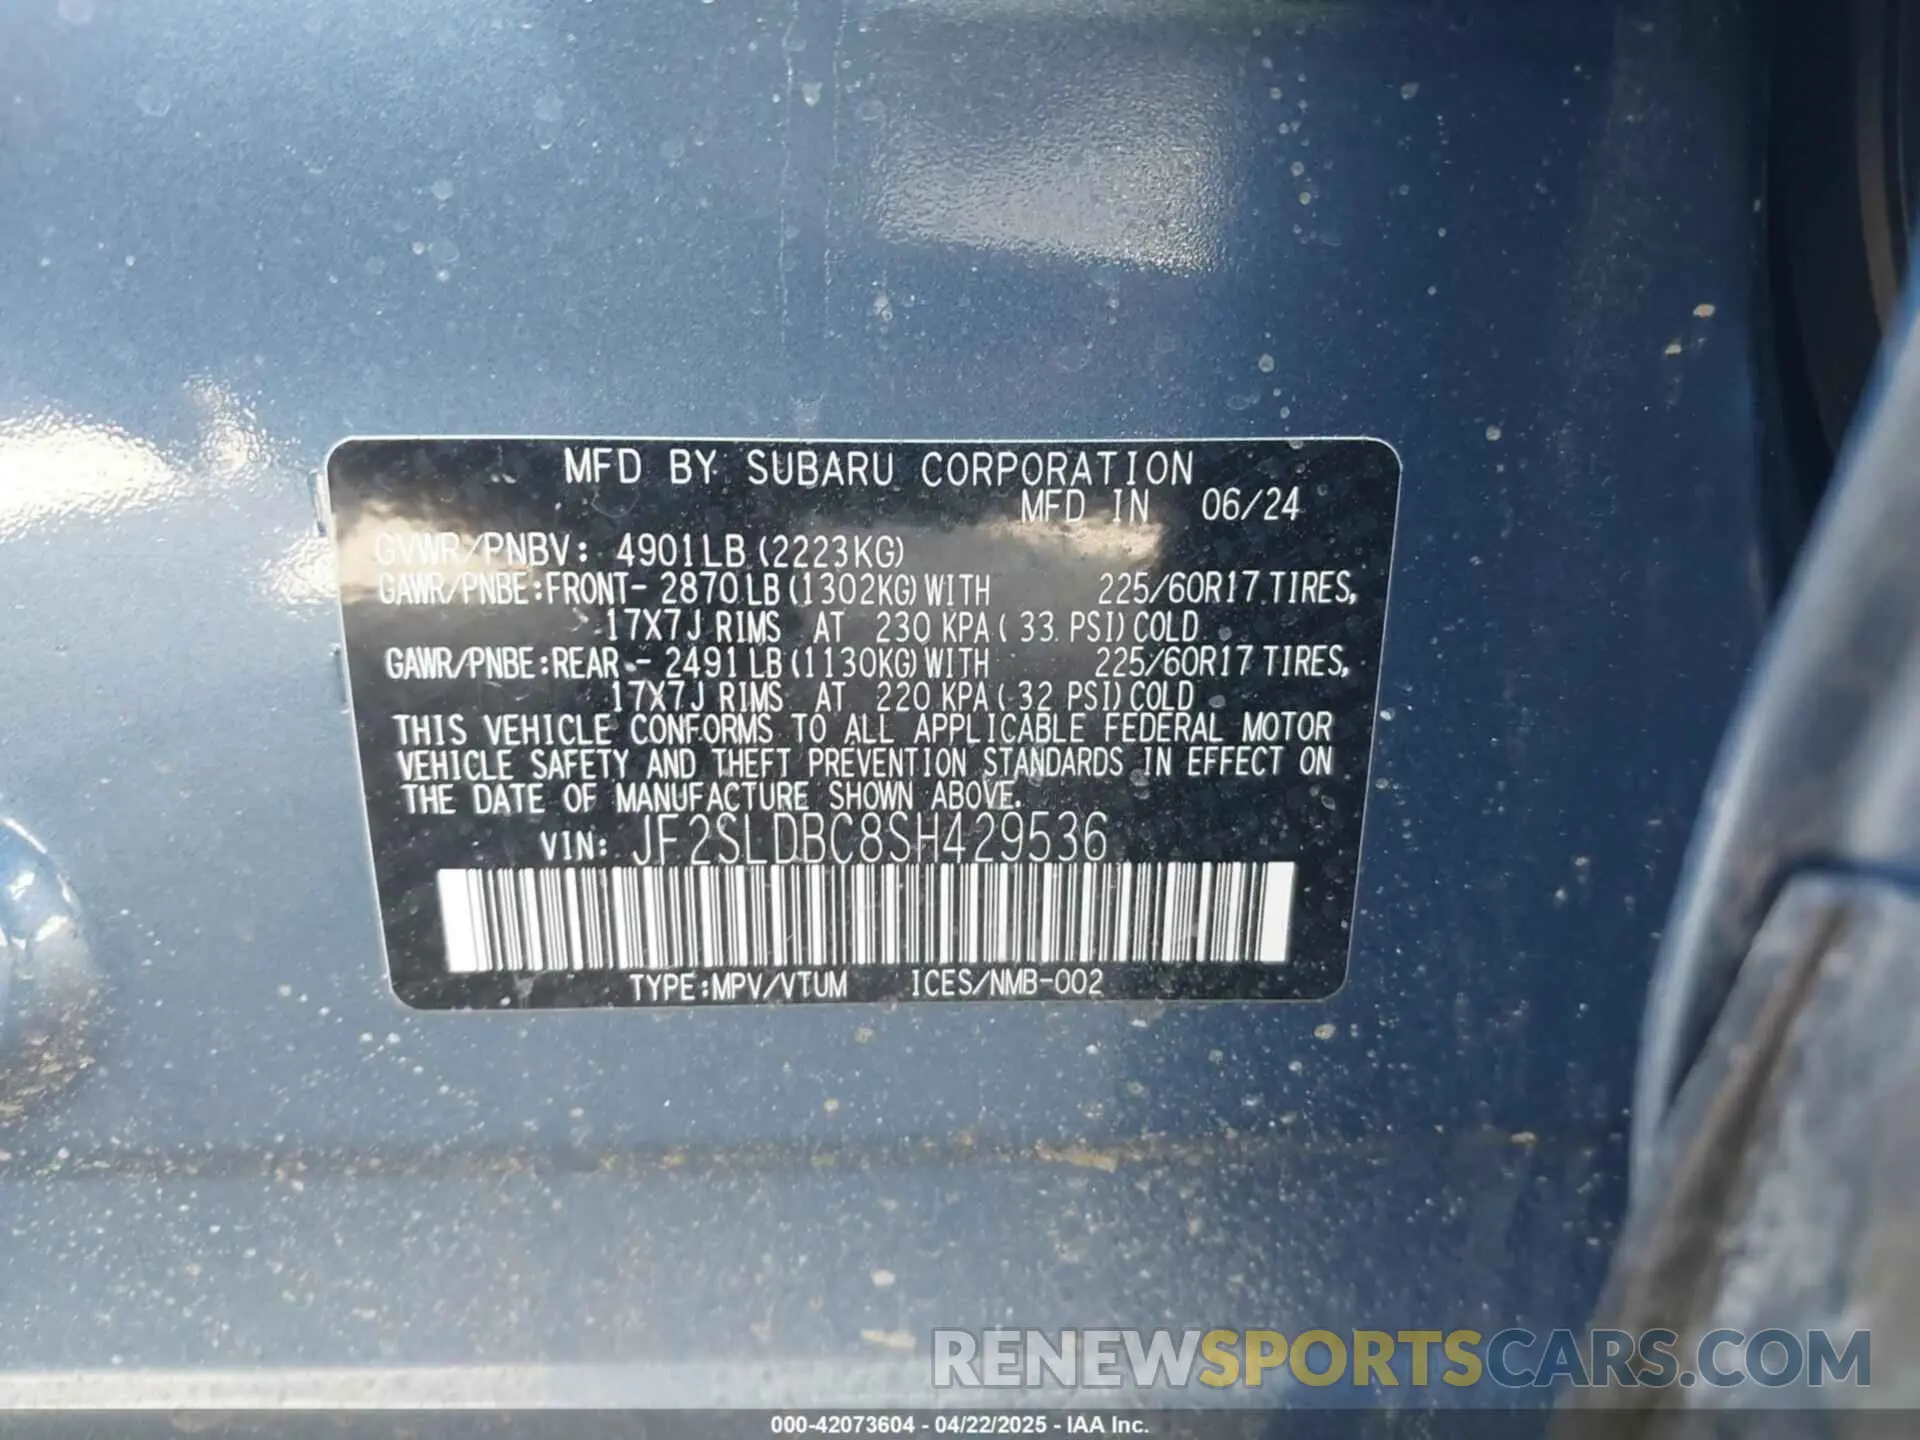 MFD BY SUBARU CORPORATION
MFD IN 06/24
GVWR/PNBV: 4901LB (2223KG)
GAWR/PNBE:FRONT- 2870LB (1302KG) WITH 225/60R17 TIRES,
17X7J RIMS AT 230 KPA ( 33 PSI) COLD
GAWR/PNBE:REAR - 2491LB (1130KG) WITH 225/60R17 TIRES,
17X7J RIMS AT 220 KPA ( 32 PSI) COLD
THIS VEHICLE CONFORMS TO ALL APPLICABLE FEDERAL MOTOR
VEHICLE SAFETY AND THEFT PREVENTION STANDARDS IN EFFECT ON
THE DATE OF MANUFACTURE SHOWN ABOVE.
VIN: JF2SLDBC8SH429536
TYPE:MPV/VTUM ICES/NMB-002
RENEWSPORTSCARS.COM
000-42073604 - 04/22/2025 - IAA Inc.